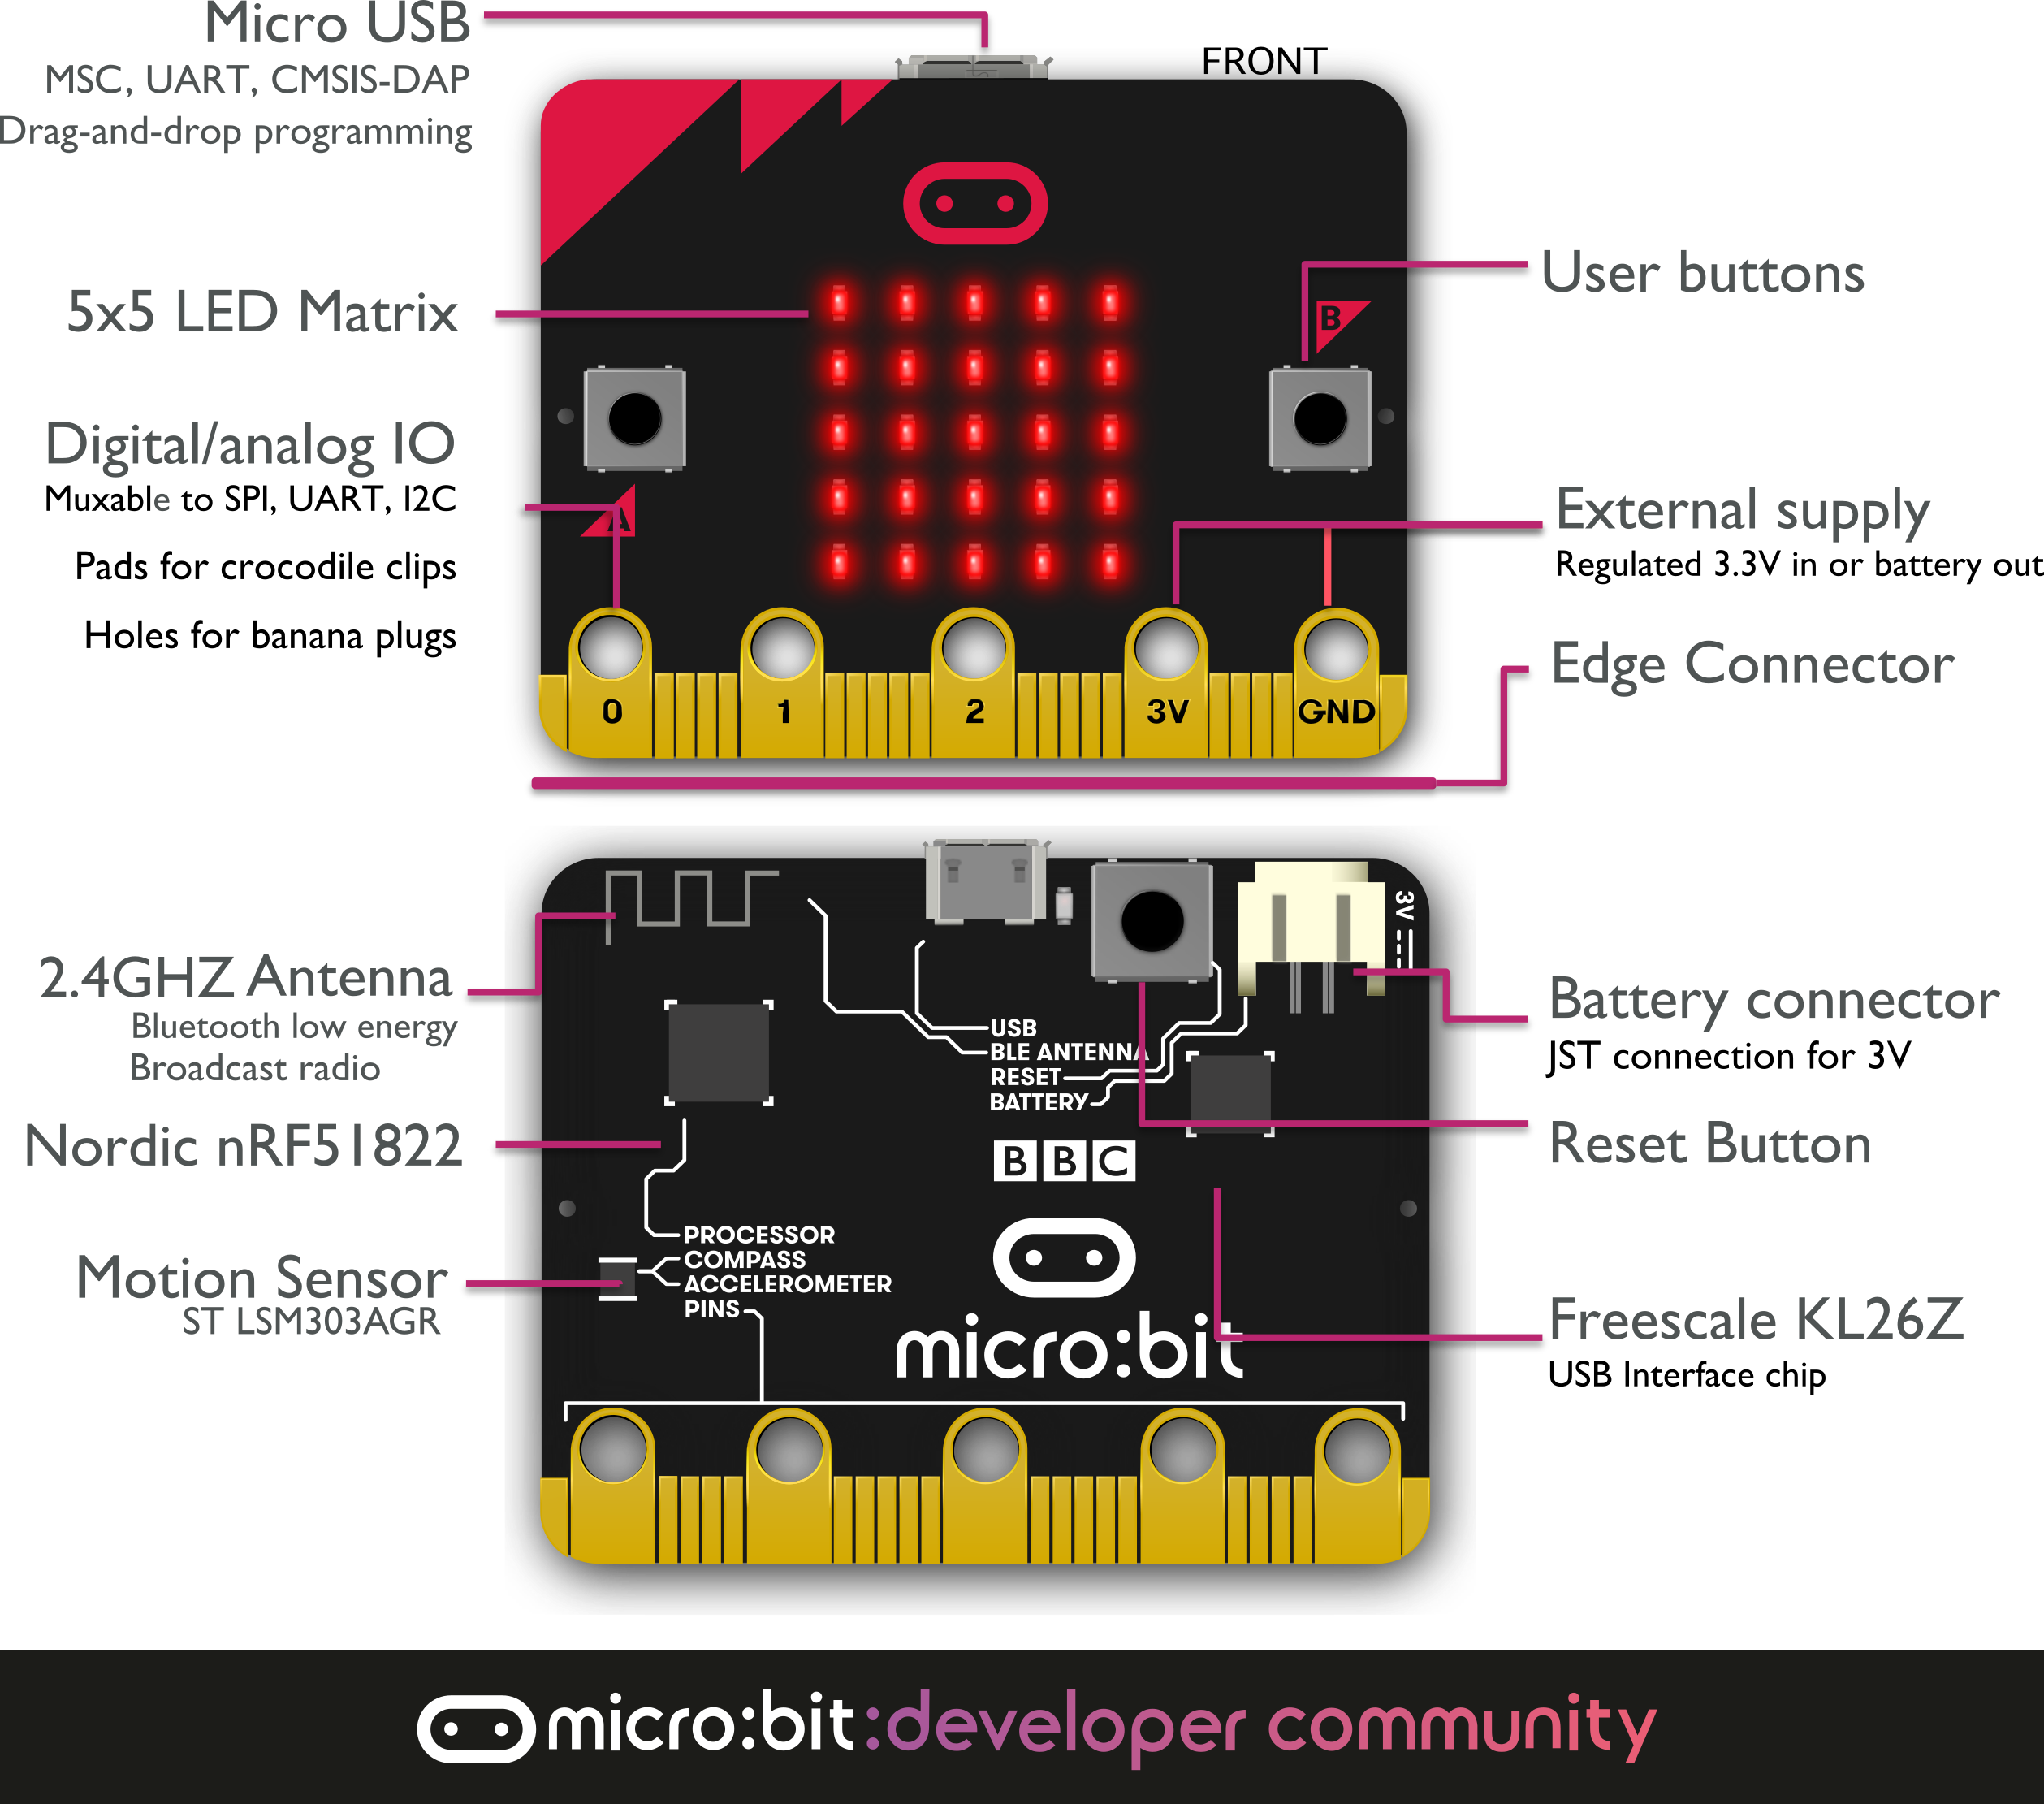 Micro USB
MSC, UART, CMSIS-DAP
Drag-and-drop programming
FRONT
5x5 LED Matrix
User buttons
B
Digital/analog IO
Muxable to SPI, UART, I2C
Pads for crocodile clips
Holes for banana plugs
A
External supply
Regulated 3.3V in or battery out
Edge Connector
0
1
2
3V
GND
3V
2.4GHZ Antenna
Bluetooth low energy
Broadcast radio
USB
BLE ANTENNA
RESET
BATTERY
Battery connector
JST connection for 3V
Nordic nRF51822
Reset Button
BBC
PROCESSOR
COMPASS
ACCELEROMETER
PINS
Motion Sensor
ST LSM303AGR
micro:bit
Freescale KL26Z
USB Interface chip
micro:bit:developer community